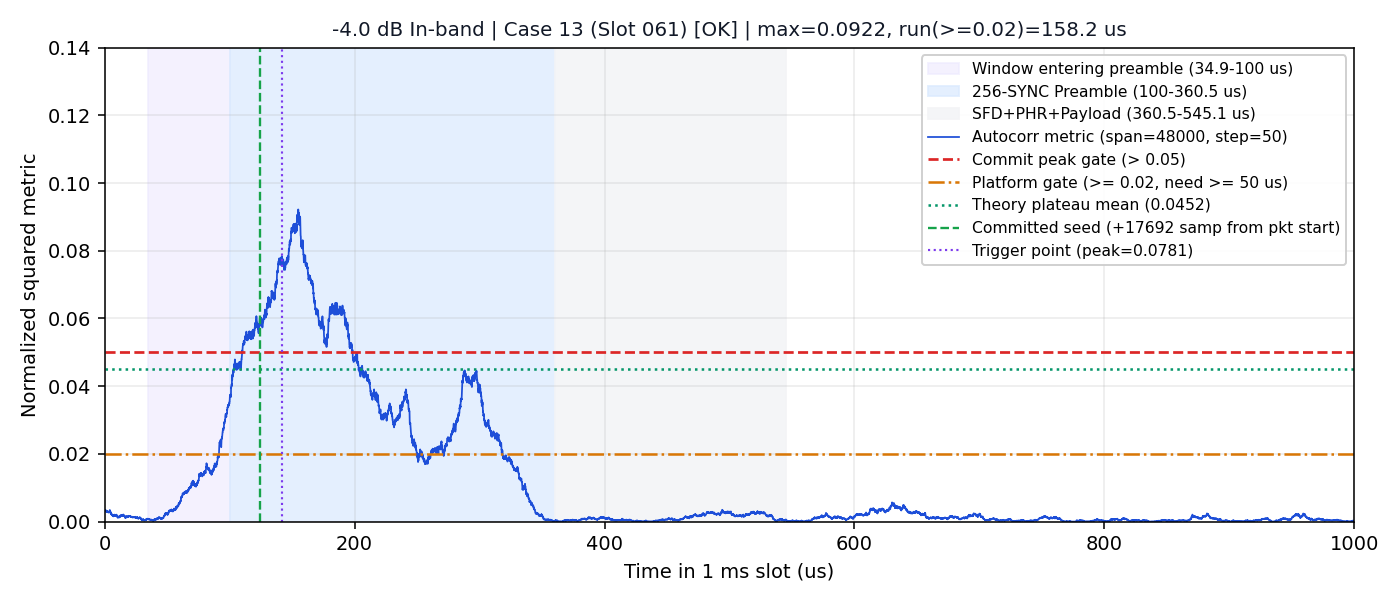 -4.0 dB In-band | Case 13 (Slot 061) [OK] | max=0.0922, run(>=0.02)=158.2 us
Normalized squared metric
0.14
0.12
0.10
0.08
0.06
0.04
0.02
0.00
Window entering preamble (34.9-100 us)
256-SYNC Preamble (100-360.5 us)
SFD+PHR+Payload (360.5-545.1 us)
Autocorr metric (span=48000, step=50)
Commit peak gate (> 0.05)
Platform gate (>= 0.02, need >= 50 us)
Theory plateau mean (0.0452)
Committed seed (+17692 samp from pkt start)
Trigger point (peak=0.0781)
0 200 400 600 800 1000
Time in 1 ms slot (us)